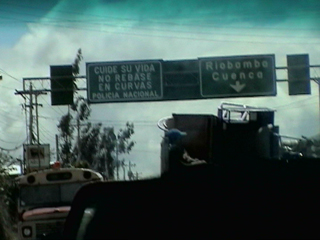 CUIDE SU VIDA
NO REBASE
EN CURVAS
POLICIA NACIONAL
Riobamba
Cuenca